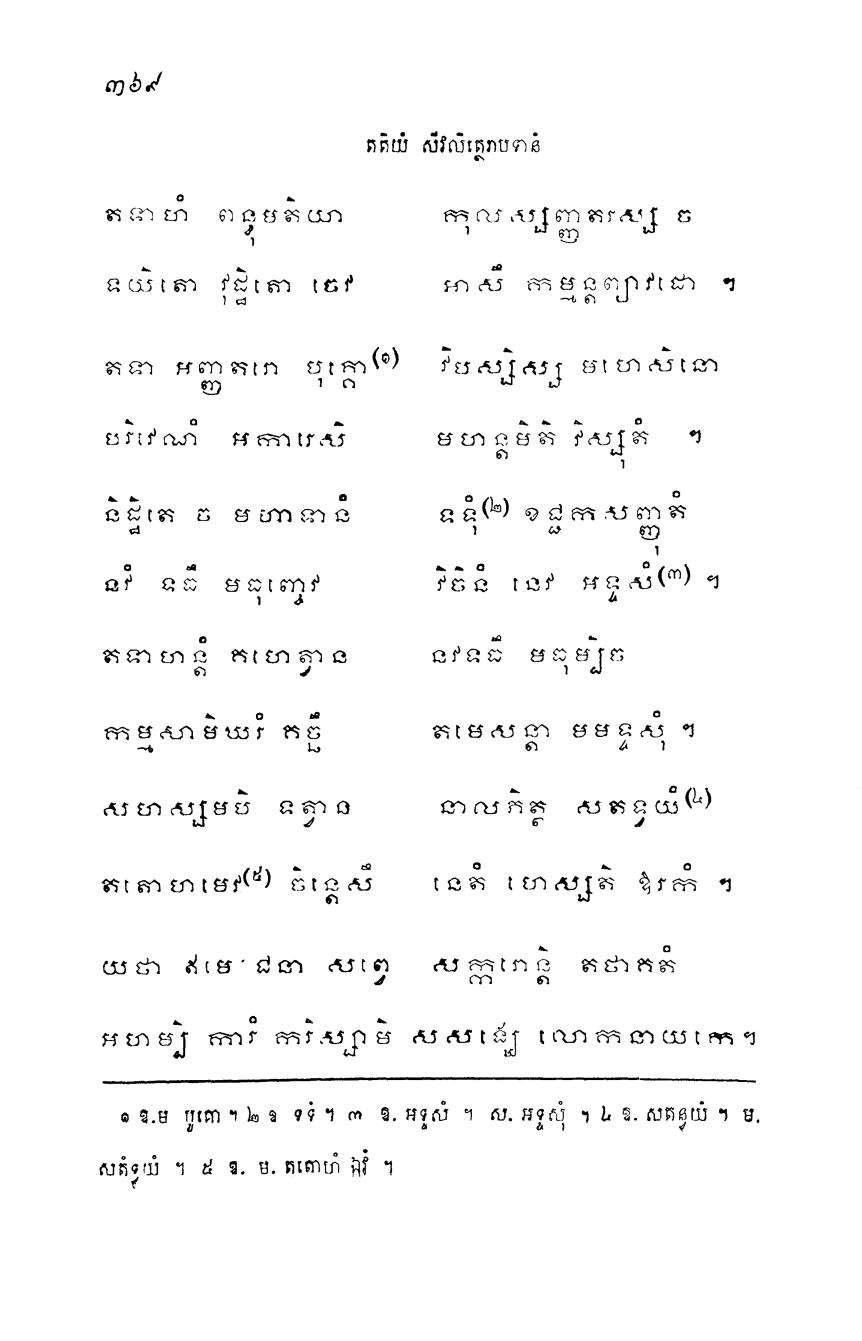 ៣៦៩
តតិយំ សីវលិត្ថេរាបទានំ
តទាហំ ពន្ធុមតិយា កុលស្សញ្ញតរស្ស ច
ទយិតោ វុដ្ឋិតោ ចេវ អាសឹ កម្មន្តព្យាវដោ ។
តទា អញ្ញតរោ បុគ្គោ(១) វិបស្សិស្ស មហេសិនោ
បរិវេណំ អការេសិ មហន្តមិតិ វិស្សុតំ ។
និដ្ឋិតេ ច មហាទានំ ទទុំ(២) ខជ្ជកសញ្ញុតំ
នវំ ទធឹ មធុញ្ចេវ វិចិនំ នេវ អទ្ទសំ(៣) ។
តទាហន្តំ គហេត្វាន នវទធឹ មធុម្បិច
កម្មសាមិឃរំ គច្ឆឹ តមេសន្តា មមទ្ទសុំ ។
សហស្សមបិ ទត្វាន នាលភិត្ថ សតទ្វយំ(៤)
តតោហមេវ(៥) ចិន្តេសឹ នេតំ ហេស្សតិ ឱរកំ ។
យថា ឥមេ ជនា សព្វេ សក្ករោន្តិ តថាគតំ
អហម្បិ ការំ ករិស្សាមិ សសង្ឃេ លោកនាយកេ។
១ ឱ.ម បូគោ ។ ២ ឱ ទទំ ។ ៣ ឱ. អទ្ទសំ ។ ស. អទ្ទសុំ ។ ៤ ឱ. សតន្ទ្វយំ ។ ម.
សតំទ្វយំ ។ ៥ ឱ. ម. តតោហំ ឯវំ ។